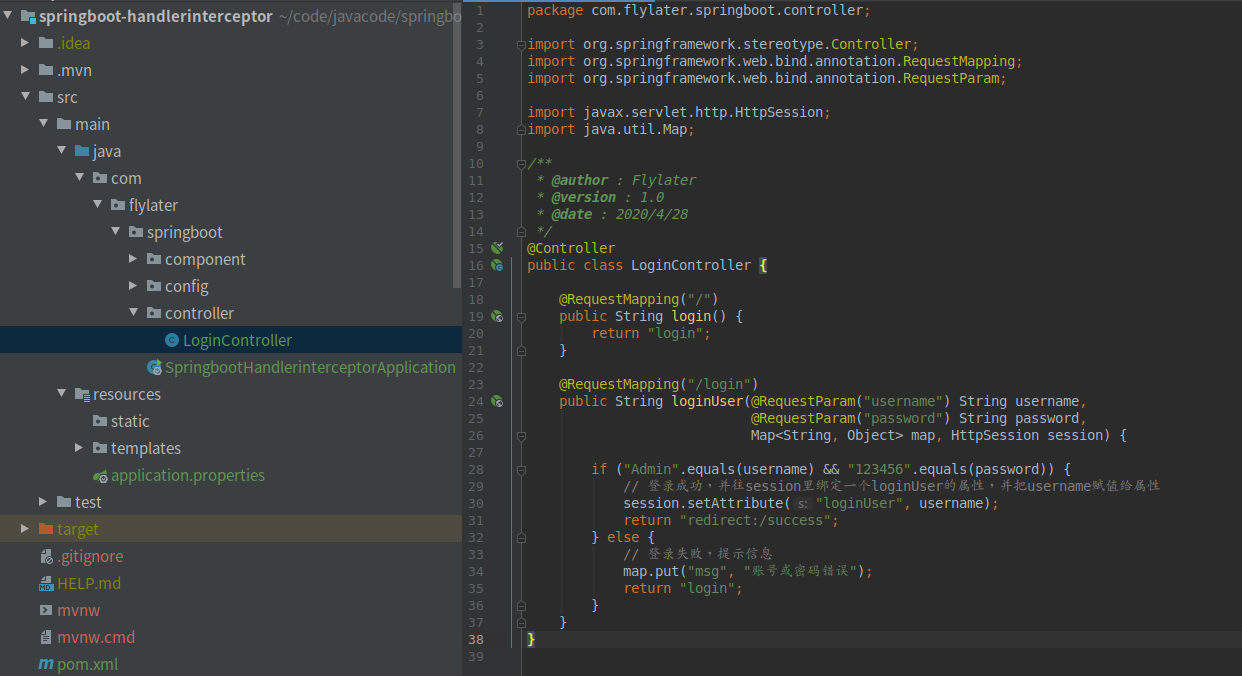 springboot-handlerinterceptor ~/code/javacode/springbo
.idea
.mvn
src
main
java
com
flylater
springboot
component
config
controller
LoginController
SpringbootHandlerinterceptorApplication
resources
static
templates
application.properties
test
target
.gitignore
HELP.md
mvnw
mvnw.cmd
pom.xml
1 package com.flylater.springboot.controller;
2
3 import org.springframework.stereotype.Controller;
4 import org.springframework.web.bind.annotation.RequestMapping;
5 import org.springframework.web.bind.annotation.RequestParam;
6
7 import javax.servlet.http.HttpSession;
8 import java.util.Map;
9
10 /**
11 * @author : Flylater
12 * @version : 1.0
13 * @date : 2020/4/28
14 */
15 @Controller
16 public class LoginController {
17
18 @RequestMapping("/")
19 public String login() {
20 return "login";
21 }
22
23 @RequestMapping("/login")
24 public String loginUser(@RequestParam("username") String username,
25 @RequestParam("password") String password,
26 Map<String, Object> map, HttpSession session) {
27
28 if ("Admin".equals(username) && "123456".equals(password)) {
29 // 登录成功，并往session里绑定一个loginUser的属性，并把username赋值给属性
30 session.setAttribute( s: "loginUser", username);
31 return "redirect:/success";
32 } else {
33 // 登录失败，提示信息
34 map.put("msg", "账号或密码错误");
35 return "login";
36 }
37 }
38 }
39